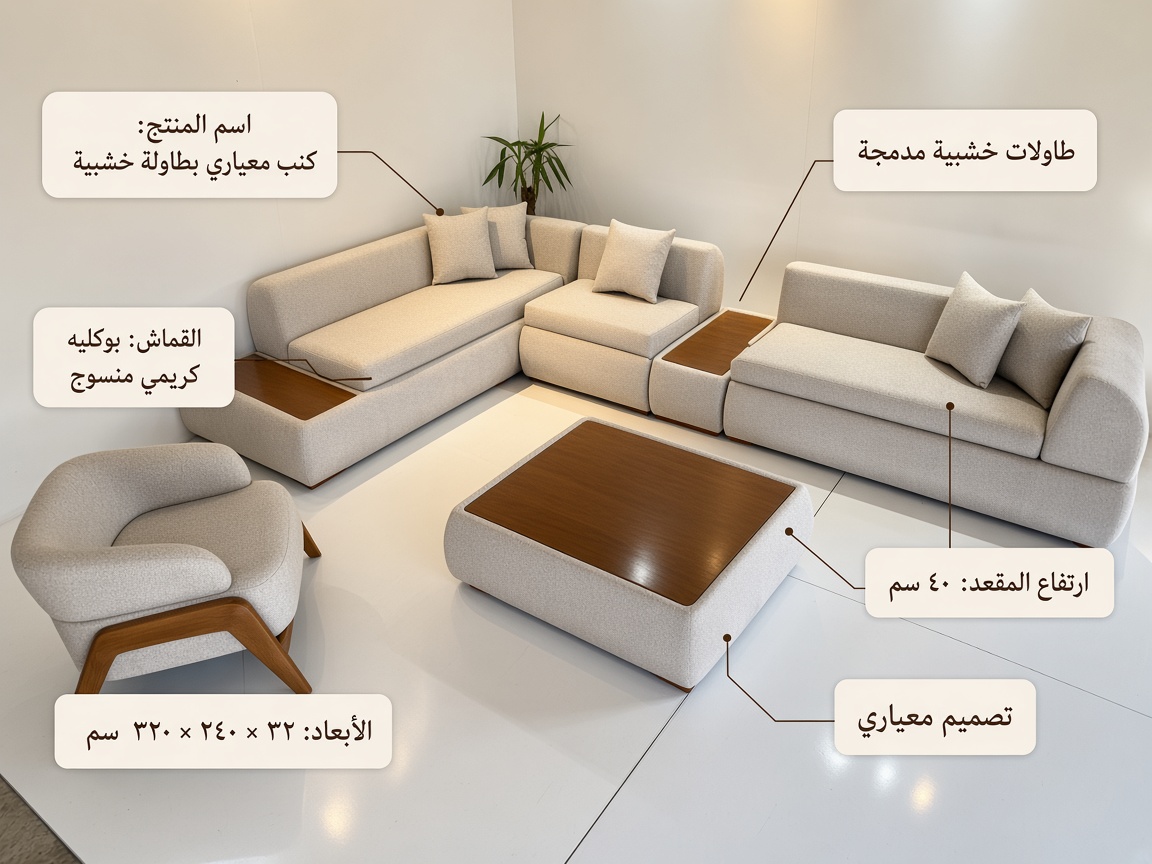 اسم المنتج:
كنب معياري بطاولة خشبية
طاولات خشبية مدمجة
القماش: بوكليه
كريمي منسوج
ارتفاع المقعد: ٤٠ سم
تصميم معياري
الأبعاد: ٣٢ × ٢٤٠ × ٣٢٠ سم